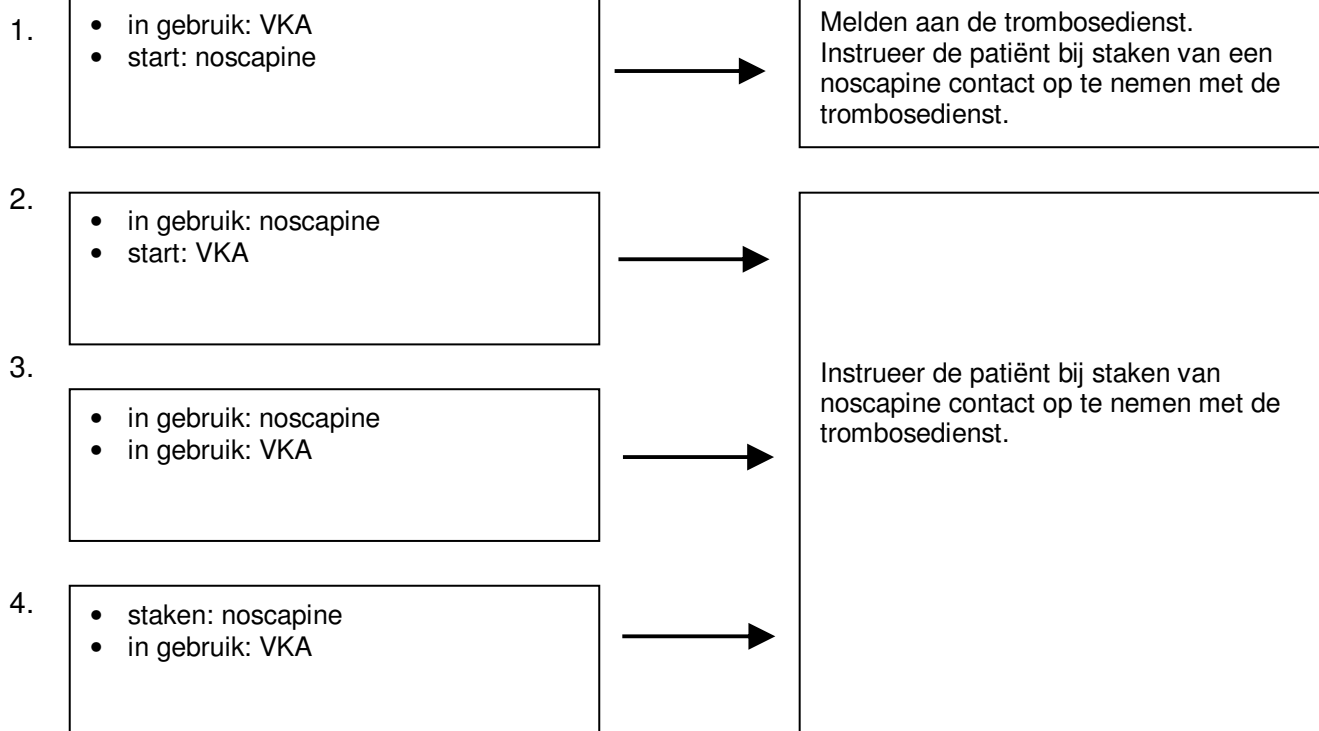 1.
• in gebruik: VKA
• start: noscapine
Melden aan de trombosedienst.
Instrueer de patiënt bij staken van een
noscapine contact op te nemen met de
trombosedienst.
2.
• in gebruik: noscapine
• start: VKA
3.
• in gebruik: noscapine
• in gebruik: VKA
Instrueer de patiënt bij staken van
noscapine contact op te nemen met de
trombosedienst.
4.
• staken: noscapine
• in gebruik: VKA